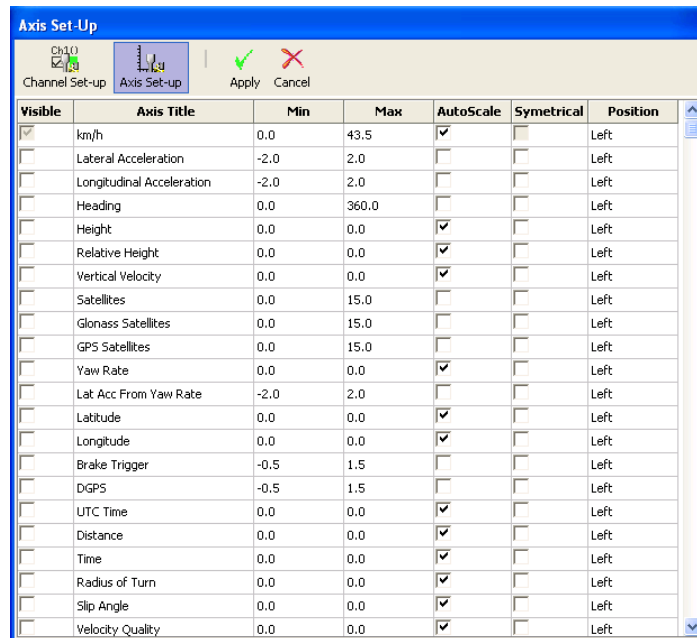 Axis Set-Up
Ch1()
Channel Set-up Axis Set-up Apply Cancel
Visible Axis Title Min Max AutoScale Symetrical Position
km/h 0.0 43.5 Left
Lateral Acceleration -2.0 2.0 Left
Longitudinal Acceleration -2.0 2.0 Left
Heading 0.0 360.0 Left
Height 0.0 0.0 Left
Relative Height 0.0 0.0 Left
Vertical Velocity 0.0 0.0 Left
Satellites 0.0 15.0 Left
Glonass Satellites 0.0 15.0 Left
GPS Satellites 0.0 15.0 Left
Yaw Rate 0.0 0.0 Left
Lat Acc From Yaw Rate -2.0 2.0 Left
Latitude 0.0 0.0 Left
Longitude 0.0 0.0 Left
Brake Trigger -0.5 1.5 Left
DGPS -0.5 1.5 Left
UTC Time 0.0 0.0 Left
Distance 0.0 0.0 Left
Time 0.0 0.0 Left
Radius of Turn 0.0 0.0 Left
Slip Angle 0.0 0.0 Left
Velocity Quality 0.0 0.0 Left